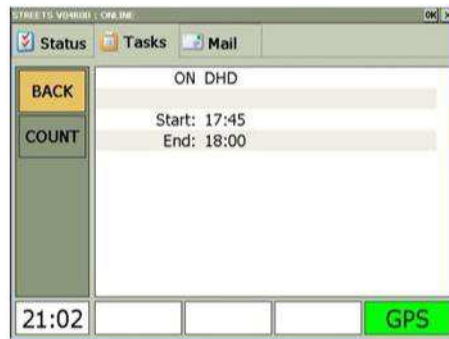 STREETS V04R00 : ONLINE OK ×
Status Tasks Mail
BACK
ON DHD
COUNT
Start: 17:45
End: 18:00
21:02 GPS